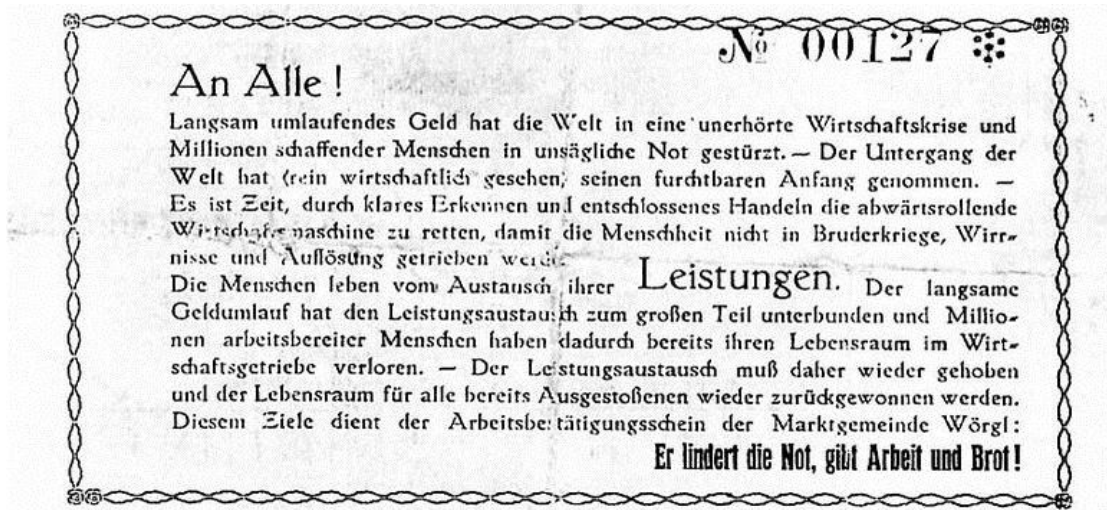 № 00127
An Alle!
Langsam umlaufendes Geld hat die Welt in eine unerhörte Wirtschaftskrise und
Millionen schaffender Menschen in unsägliche Not gestürzt. — Der Untergang der
Welt hat (rein wirtschaftlich gesehen) seinen furchtbaren Anfang genommen. —
Es ist Zeit, durch klares Erkennen und entschlossenes Handeln die abwärtsrollende
Wirtschaftsmaschine zu retten, damit die Menschheit nicht in Bruderkriege, Wirr-
nisse und Auflösung getrieben werde.
Die Menschen leben vom Austausch ihrer Leistungen. Der langsame
Geldumlauf hat den Leistungsaustausch zum großen Teil unterbunden und Millio-
nen arbeitsbereiter Menschen haben dadurch bereits ihren Lebensraum im Wirt-
schaftsgetriebe verloren. — Der Leistungsaustausch muß daher wieder gehoben
und der Lebensraum für alle bereits Ausgestoßenen wieder zurückgewonnen werden.
Diesem Ziele dient der Arbeitsbestätigungsschein der Marktgemeinde Wörgl:
Er lindert die Not, gibt Arbeit und Brot!